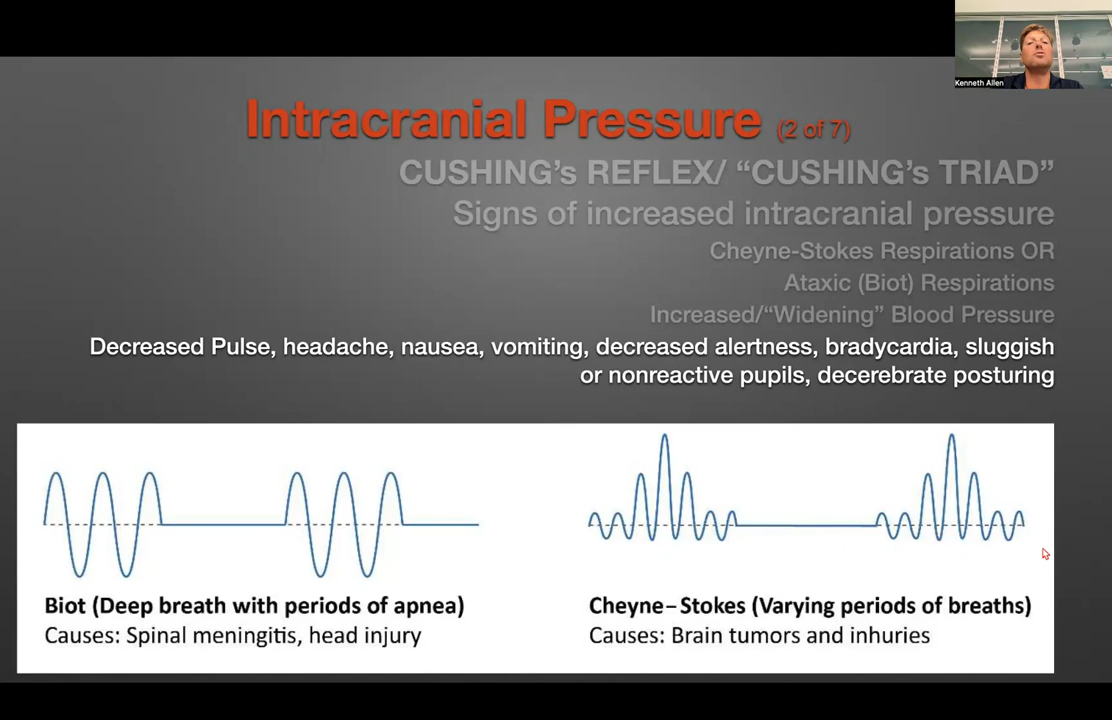 Kenneth Allen
Intracranial Pressure (2 of 7)
CUSHING's REFLEX/ “CUSHING's TRIAD”
Signs of increased intracranial pressure
Cheyne-Stokes Respirations OR
Ataxic (Biot) Respirations
Increased/“Widening” Blood Pressure
Decreased Pulse, headache, nausea, vomiting, decreased alertness, bradycardia, sluggish
or nonreactive pupils, decerebrate posturing
Biot (Deep breath with periods of apnea)
Causes: Spinal meningitis, head injury
Cheyne–Stokes (Varying periods of breaths)
Causes: Brain tumors and inhuries